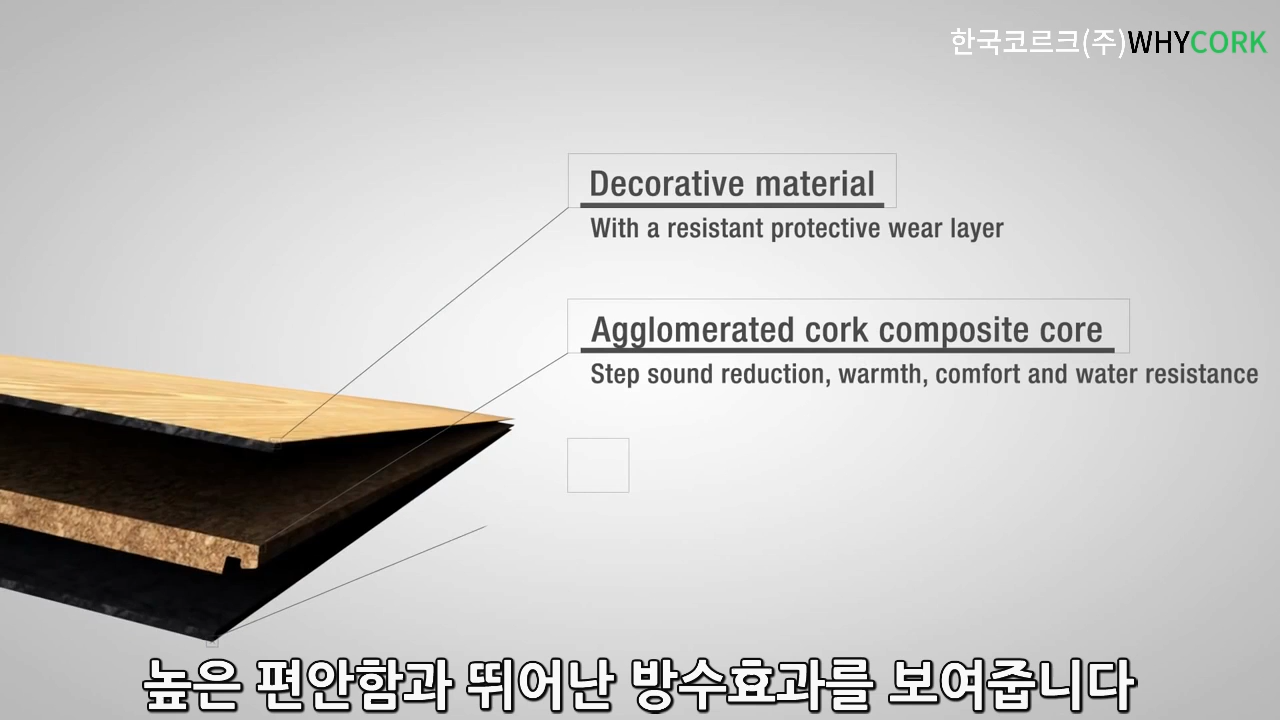 한국코르크(주)WHYCORK
Decorative material
With a resistant protective wear layer
Agglomerated cork composite core
Step sound reduction, warmth, comfort and water resistance
높은 편안함과 뛰어난 방수효과를 보여줍니다